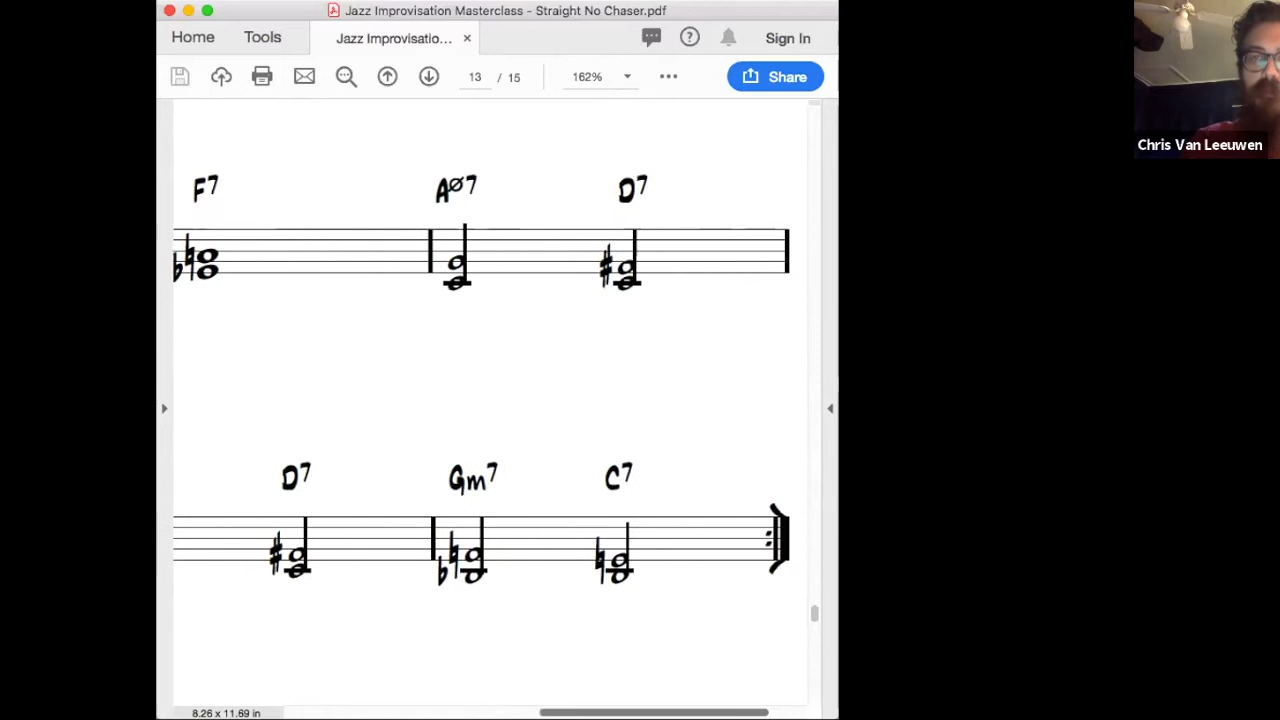 Jazz Improvisation Masterclass - Straight No Chaser.pdf
Home Tools Jazz Improvisatio... × Sign In
13 / 15 162% Share
Chris Van Leeuwen
F7 Aø7 D7
D7 Gm7 C7
8.26 x 11.69 in